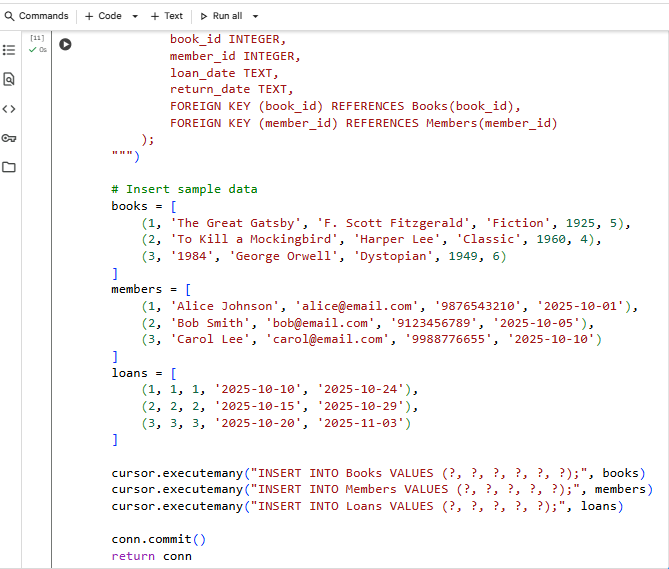 Commands + Code + Text Run all
[11]
0s
book_id INTEGER,
member_id INTEGER,
loan_date TEXT,
return_date TEXT,
FOREIGN KEY (book_id) REFERENCES Books(book_id),
FOREIGN KEY (member_id) REFERENCES Members(member_id)
);
""")
# Insert sample data
books = [
(1, 'The Great Gatsby', 'F. Scott Fitzgerald', 'Fiction', 1925, 5),
(2, 'To Kill a Mockingbird', 'Harper Lee', 'Classic', 1960, 4),
(3, '1984', 'George Orwell', 'Dystopian', 1949, 6)
]
members = [
(1, 'Alice Johnson', 'alice@email.com', '9876543210', '2025-10-01'),
(2, 'Bob Smith', 'bob@email.com', '9123456789', '2025-10-05'),
(3, 'Carol Lee', 'carol@email.com', '9988776655', '2025-10-10')
]
loans = [
(1, 1, 1, '2025-10-10', '2025-10-24'),
(2, 2, 2, '2025-10-15', '2025-10-29'),
(3, 3, 3, '2025-10-20', '2025-11-03')
]
cursor.executemany("INSERT INTO Books VALUES (?, ?, ?, ?, ?, ?);", books)
cursor.executemany("INSERT INTO Members VALUES (?, ?, ?, ?, ?);", members)
cursor.executemany("INSERT INTO Loans VALUES (?, ?, ?, ?, ?);", loans)
conn.commit()
return conn